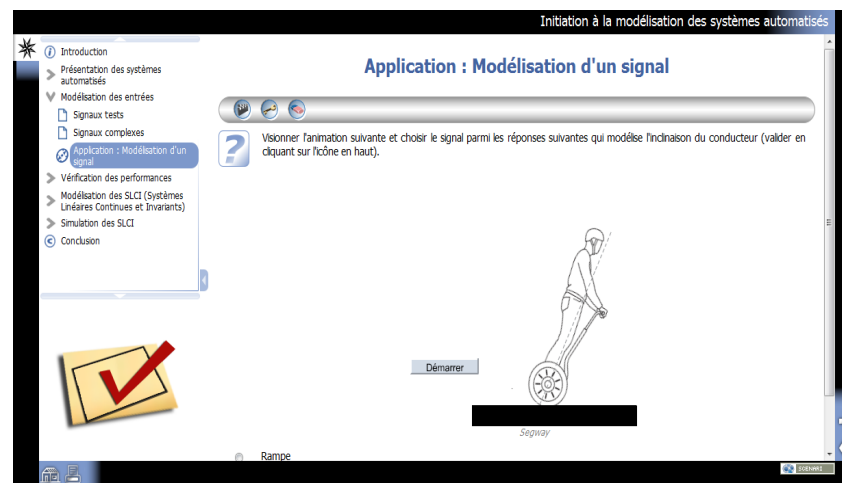 Initiation à la modélisation des systèmes automatisés
Introduction
Présentation des systèmes
automatisés
Modélisation des entrées
Signaux tests
Signaux complexes
Application : Modélisation d'un
signal
Vérification des performances
Modélisation des SLCI (Systèmes
Linéaires Continues et Invariants)
Simulation des SLCI
Conclusion
Application : Modélisation d'un signal
Visionner l'animation suivante et choisir le signal parmi les réponses suivantes qui modélise l'inclinaison du conducteur (valider en
cliquant sur l'icône en haut).
Démarrer
Segway
Rampe
SCENARI